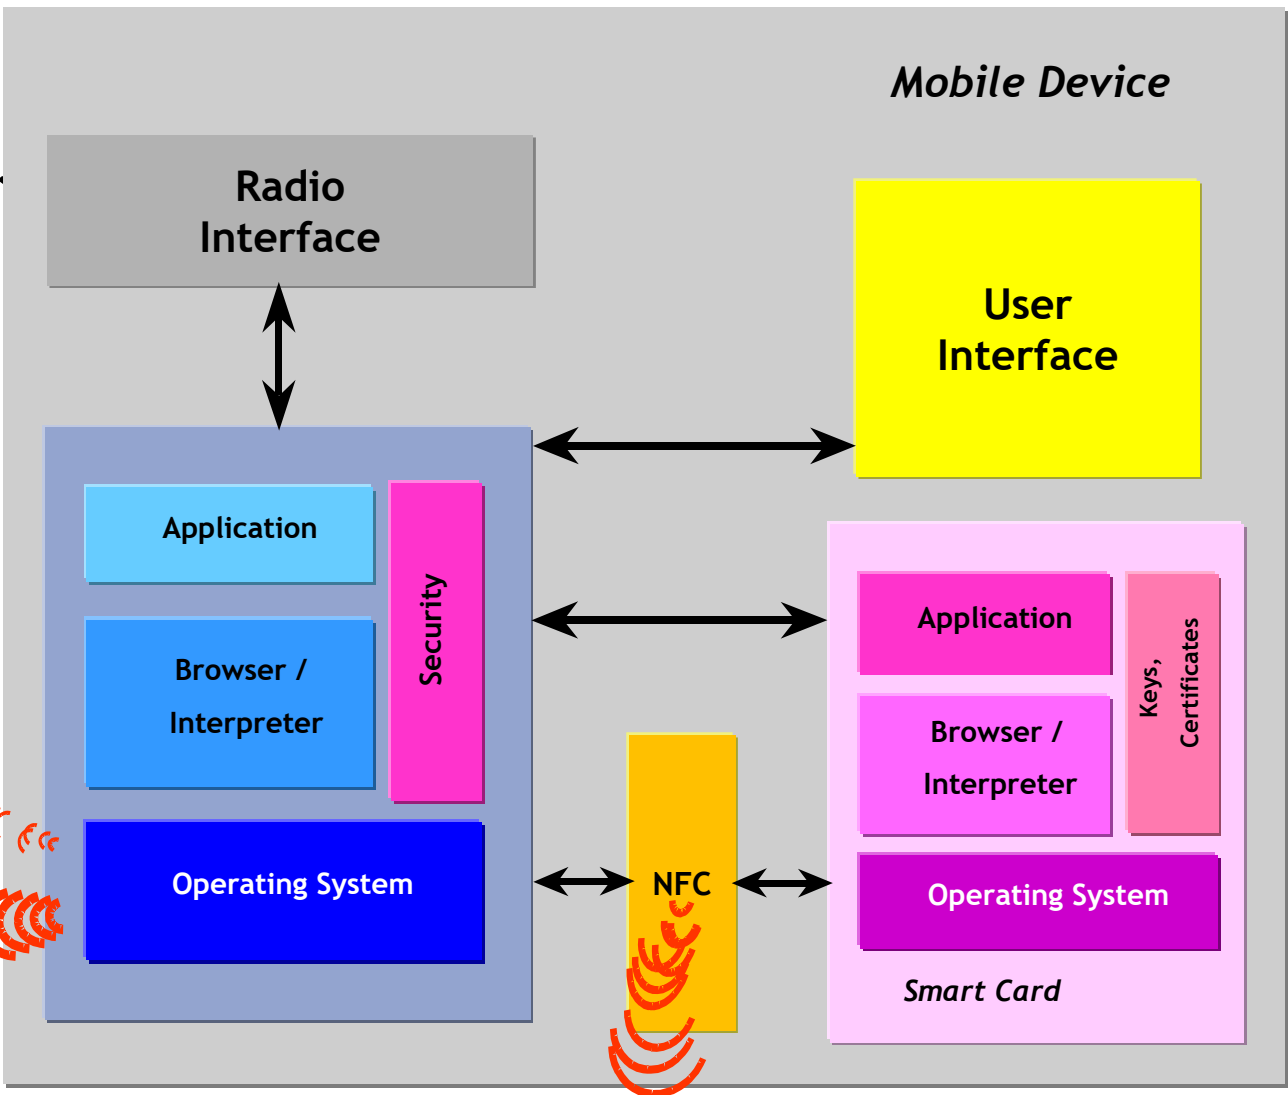 Mobile Device
Radio
Interface
User
Interface
Application
Security
Browser /
Interpreter
Operating System
NFC
Application
Keys,
Certificates
Browser /
Interpreter
Operating System
Smart Card